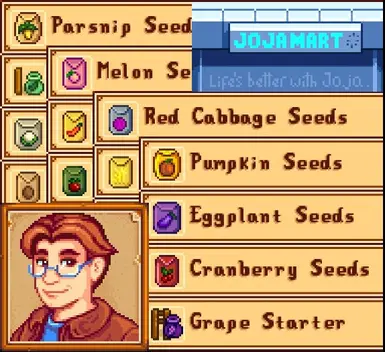 Parsnip Seed
JOJAMART
Life's better with Joja..
Melon Se
Red Cabbage Seeds
Pumpkin Seeds
Eggplant Seeds
Cranberry Seeds
Grape Starter